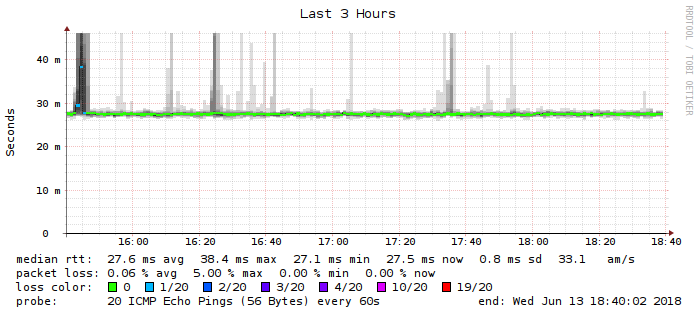 Last 3 Hours
RRDTOOL / TOBI OETIKER
Seconds
40 m
30 m
20 m
10 m
0
16:00 16:20 16:40 17:00 17:20 17:40 18:00 18:20 18:40
median rtt: 27.6 ms avg 38.4 ms max 27.1 ms min 27.5 ms now 0.8 ms sd 33.1 am/s
packet loss: 0.06 % avg 5.00 % max 0.00 % min 0.00 % now
loss color: 0 1/20 2/20 3/20 4/20 10/20 19/20
probe: 20 ICMP Echo Pings (56 Bytes) every 60s end: Wed Jun 13 18:40:02 2018